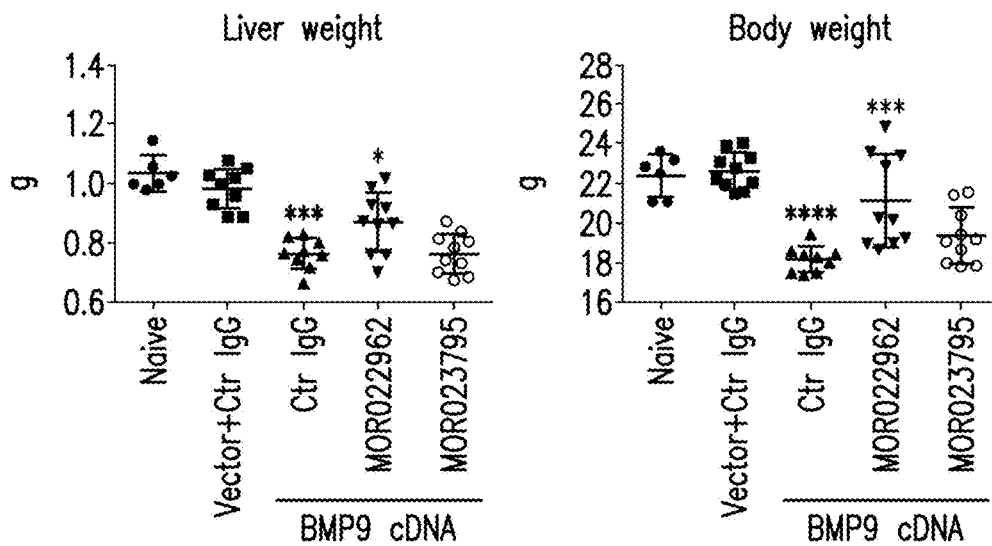 Liver weight
g
1.4
1.2
1.0
0.8
0.6
***
*
Naive
Vector+Ctr IgG
Ctr IgG
MOR022962
MOR023795
BMP9 cDNA
Body weight
g
28
26
24
22
20
18
16
****
***
Naive
Vector+Ctr IgG
Ctr IgG
MOR022962
MOR023795
BMP9 cDNA